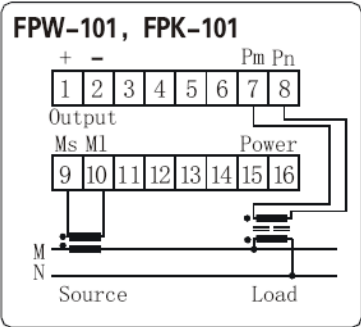 FPW-101, FPK-101
+ - Pm Pn
1 2 3 4 5 6 7 8
Output
Ms Ml Power
9 10 11 12 13 14 15 16
M
N
Source Load